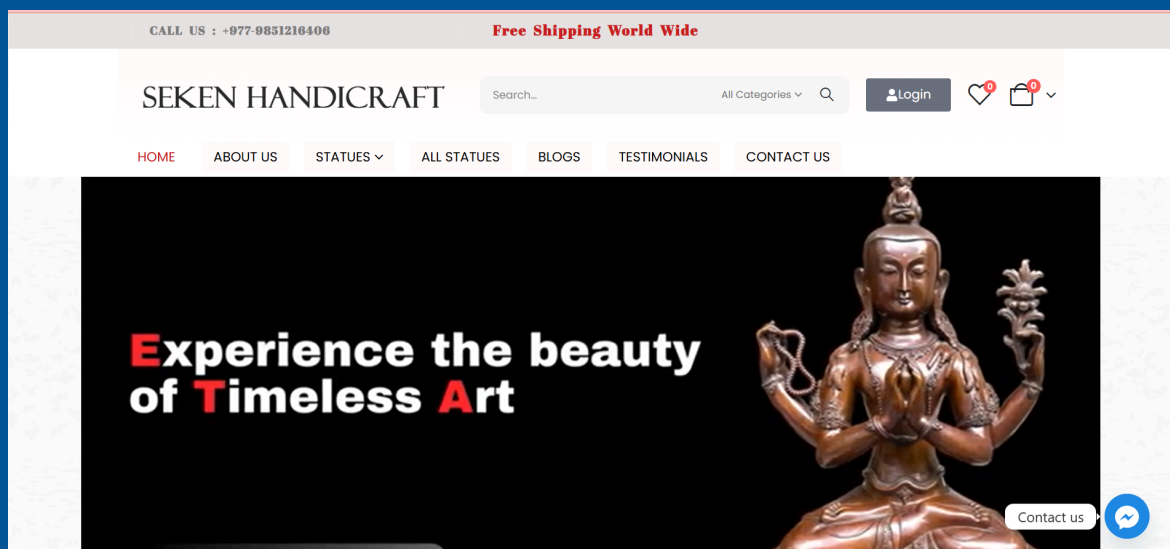 CALL US : +977-9851216406
Free Shipping World Wide
SEKEN HANDICRAFT
Search...
All Categories
Login
0
0
HOME
ABOUT US
STATUES
ALL STATUES
BLOGS
TESTIMONIALS
CONTACT US
Experience the beauty
of Timeless Art
Contact us